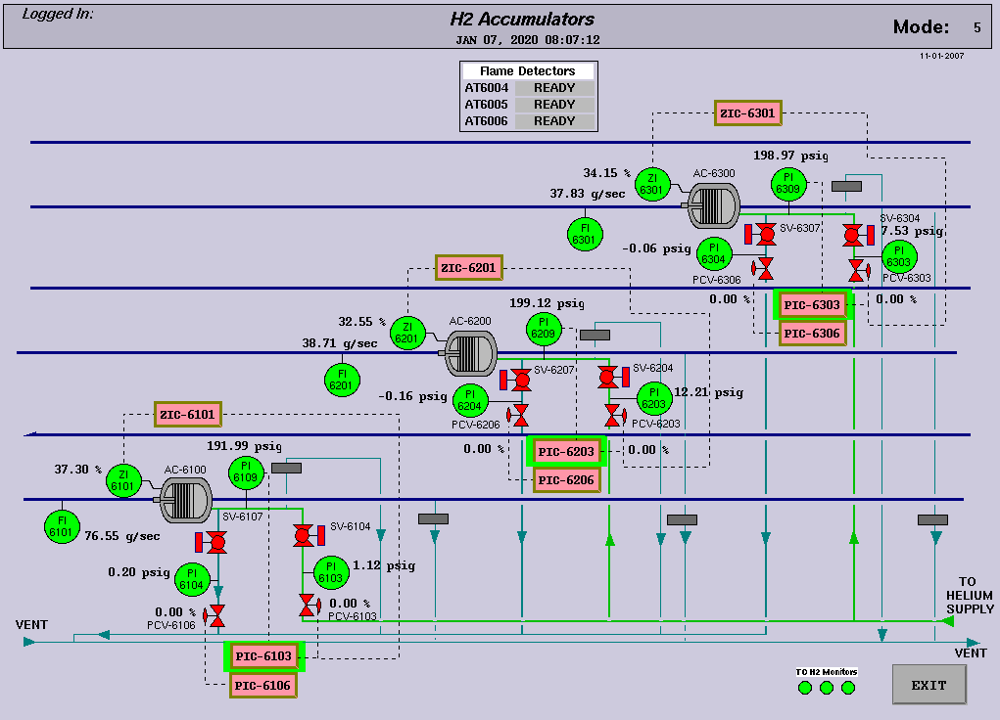 Logged In:
H2 Accumulators
JAN 07, 2020 08:07:12
Mode: 5
11-01-2007
Flame Detectors
AT6004 READY
AT6005 READY
AT6006 READY
ZIC-6301
198.97 psig
34.15 %
ZI 6301
AC-6300
PI 6309
37.83 g/sec
FI 6301
SV-6307
SV-6304
7.53 psig
-0.06 psig
PI 6304
PI 6303
PCV-6306
PCV-6303
0.00 %
0.00 %
PIC-6303
PIC-6306
ZIC-6201
199.12 psig
32.55 %
ZI 6201
AC-6200
PI 6209
38.71 g/sec
FI 6201
SV-6207
SV-6204
-0.16 psig
PI 6204
PI 6203
12.21 psig
PCV-6206
PCV-6203
0.00 %
0.00 %
PIC-6203
PIC-6206
ZIC-6101
191.99 psig
37.30 %
ZI 6101
AC-6100
PI 6109
FI 6101
76.55 g/sec
SV-6107
SV-6104
0.20 psig
PI 6104
PI 6103
1.12 psig
0.00 %
PCV-6106
0.00 %
PCV-6103
PIC-6103
PIC-6106
TO
HELIUM
SUPPLY
VENT
VENT
TO H2 Monitors
EXIT